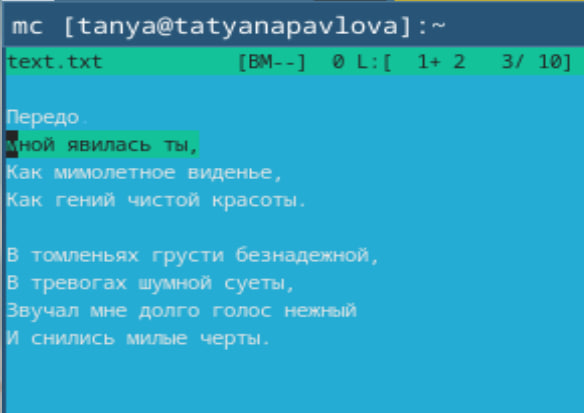 mc [tanya@tatyanapavlova]:~
text.txt [BM--] 0 L:[ 1+ 2 3/ 10]
Передо.
мной явилась ты,
Как мимолетное виденье,
Как гений чистой красоты.
В томленьях грусти безнадежной,
В тревогах шумной суеты,
Звучал мне долго голос нежный
И снились милые черты.